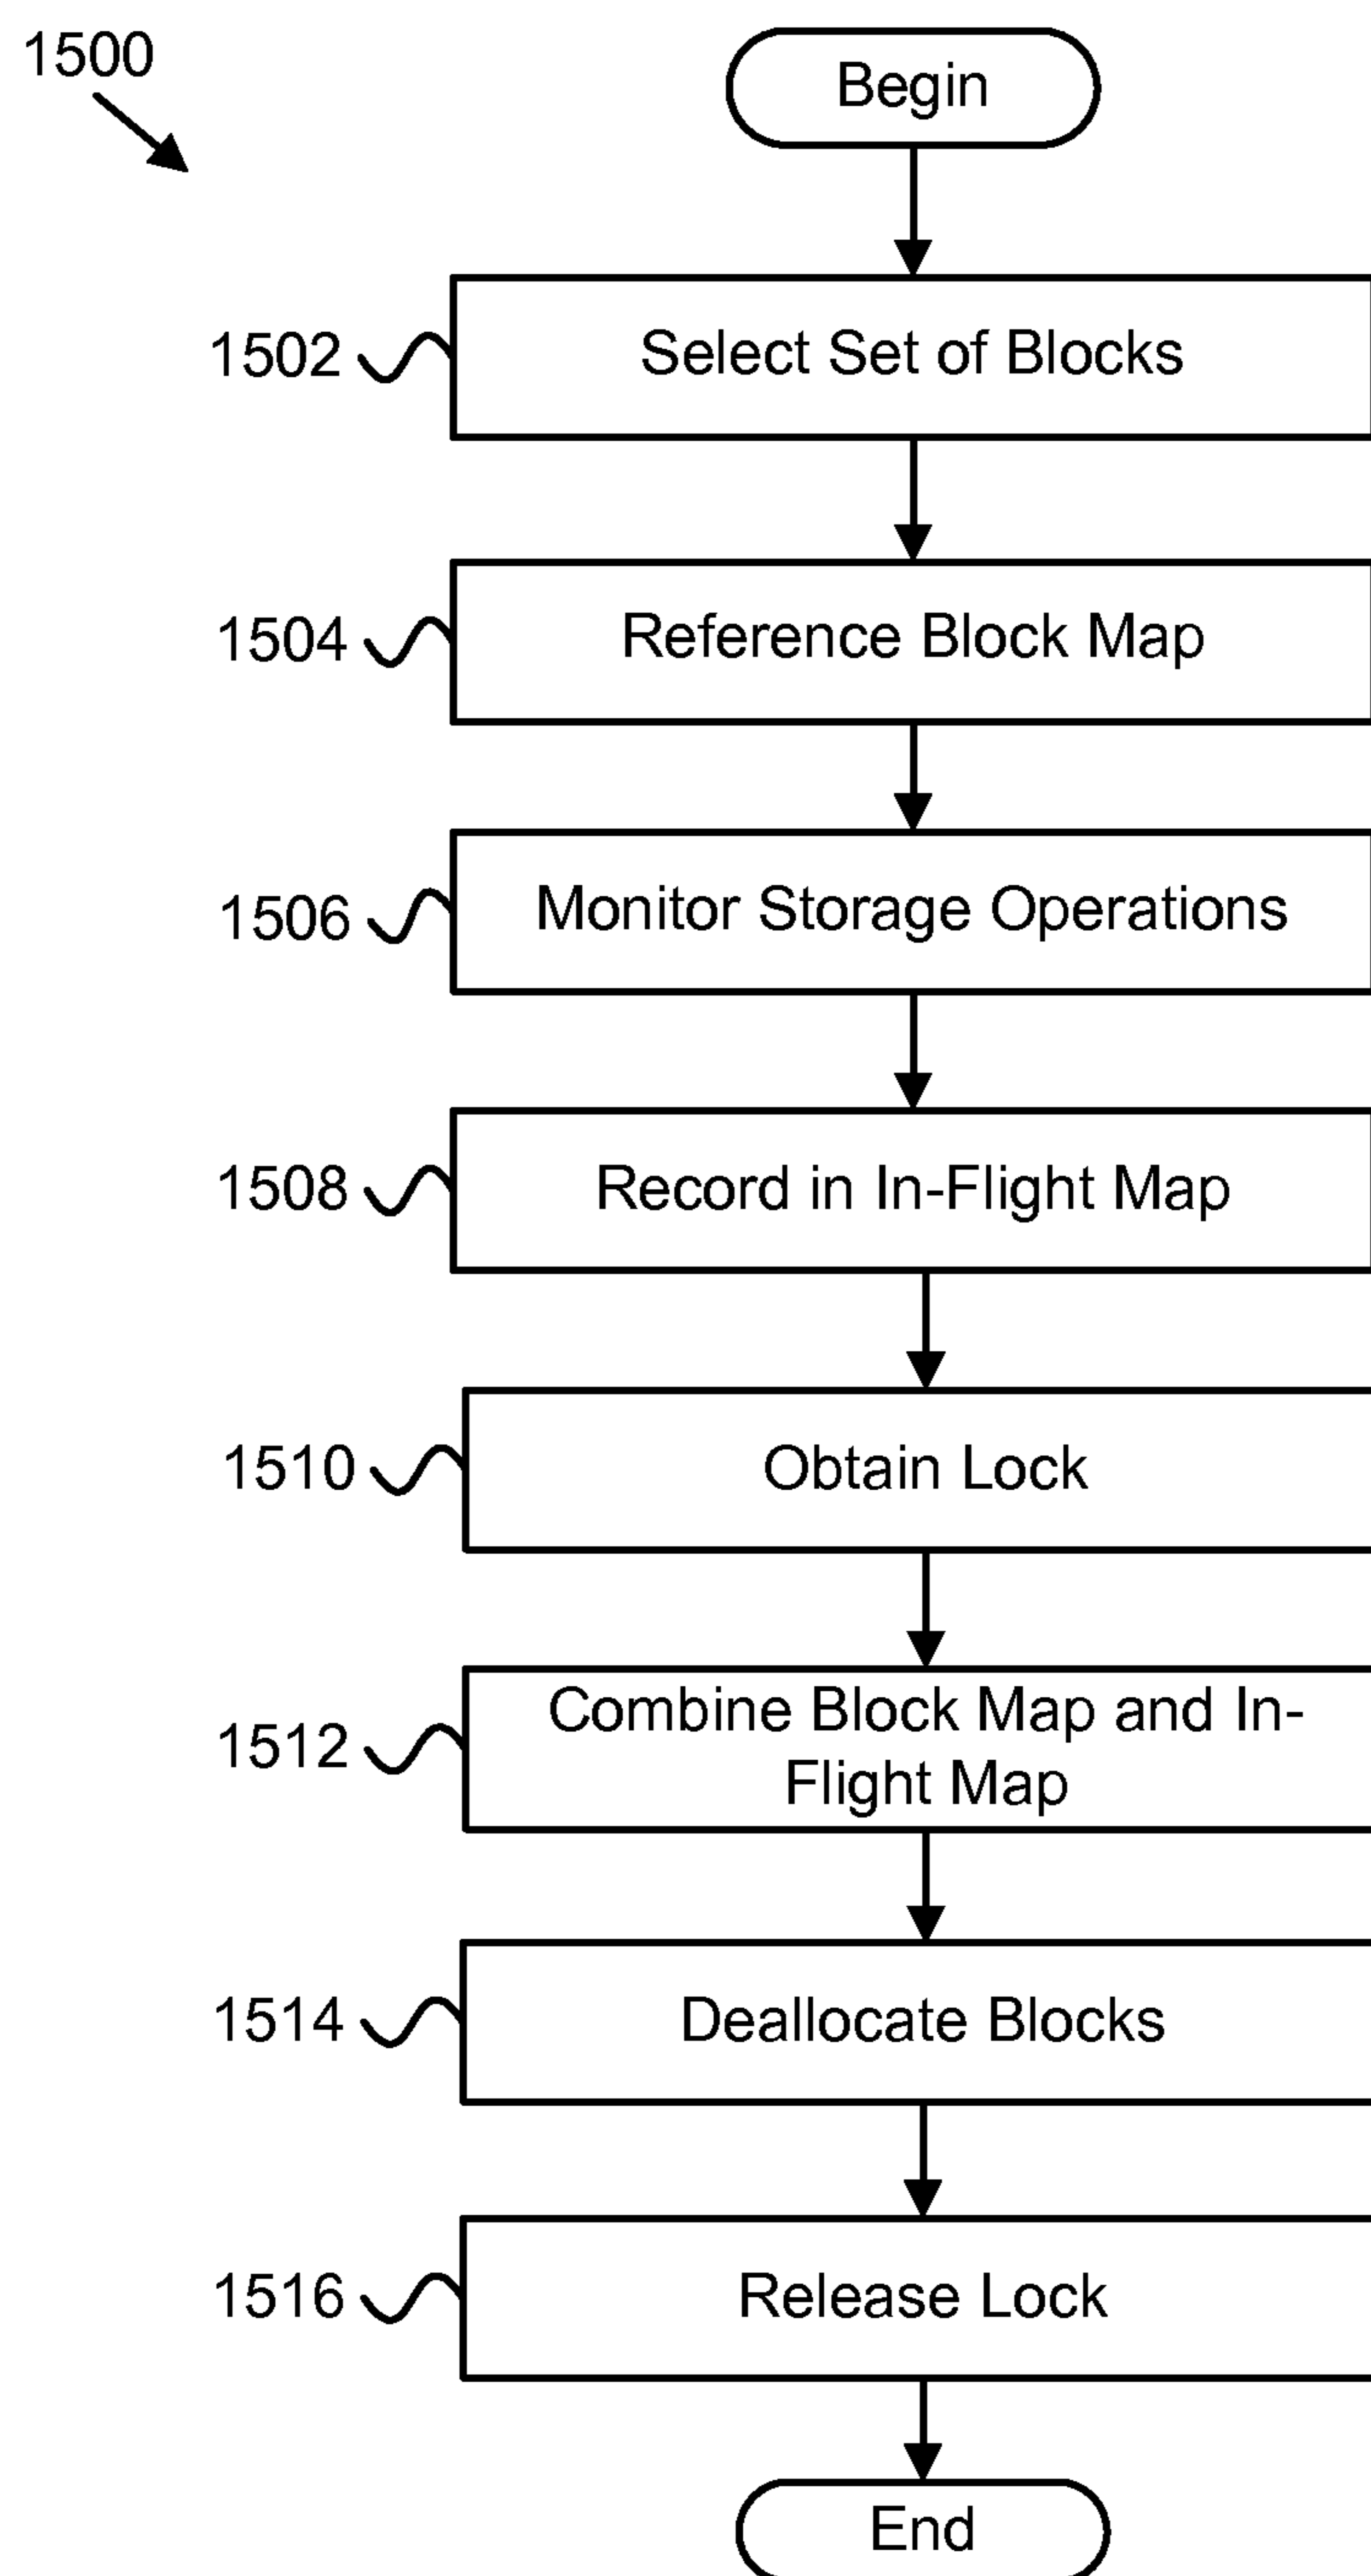 1500
Begin
1502
Select Set of Blocks
1504
Reference Block Map
1506
Monitor Storage Operations
1508
Record in In-Flight Map
1510
Obtain Lock
1512
Combine Block Map and In-
Flight Map
1514
Deallocate Blocks
1516
Release Lock
End